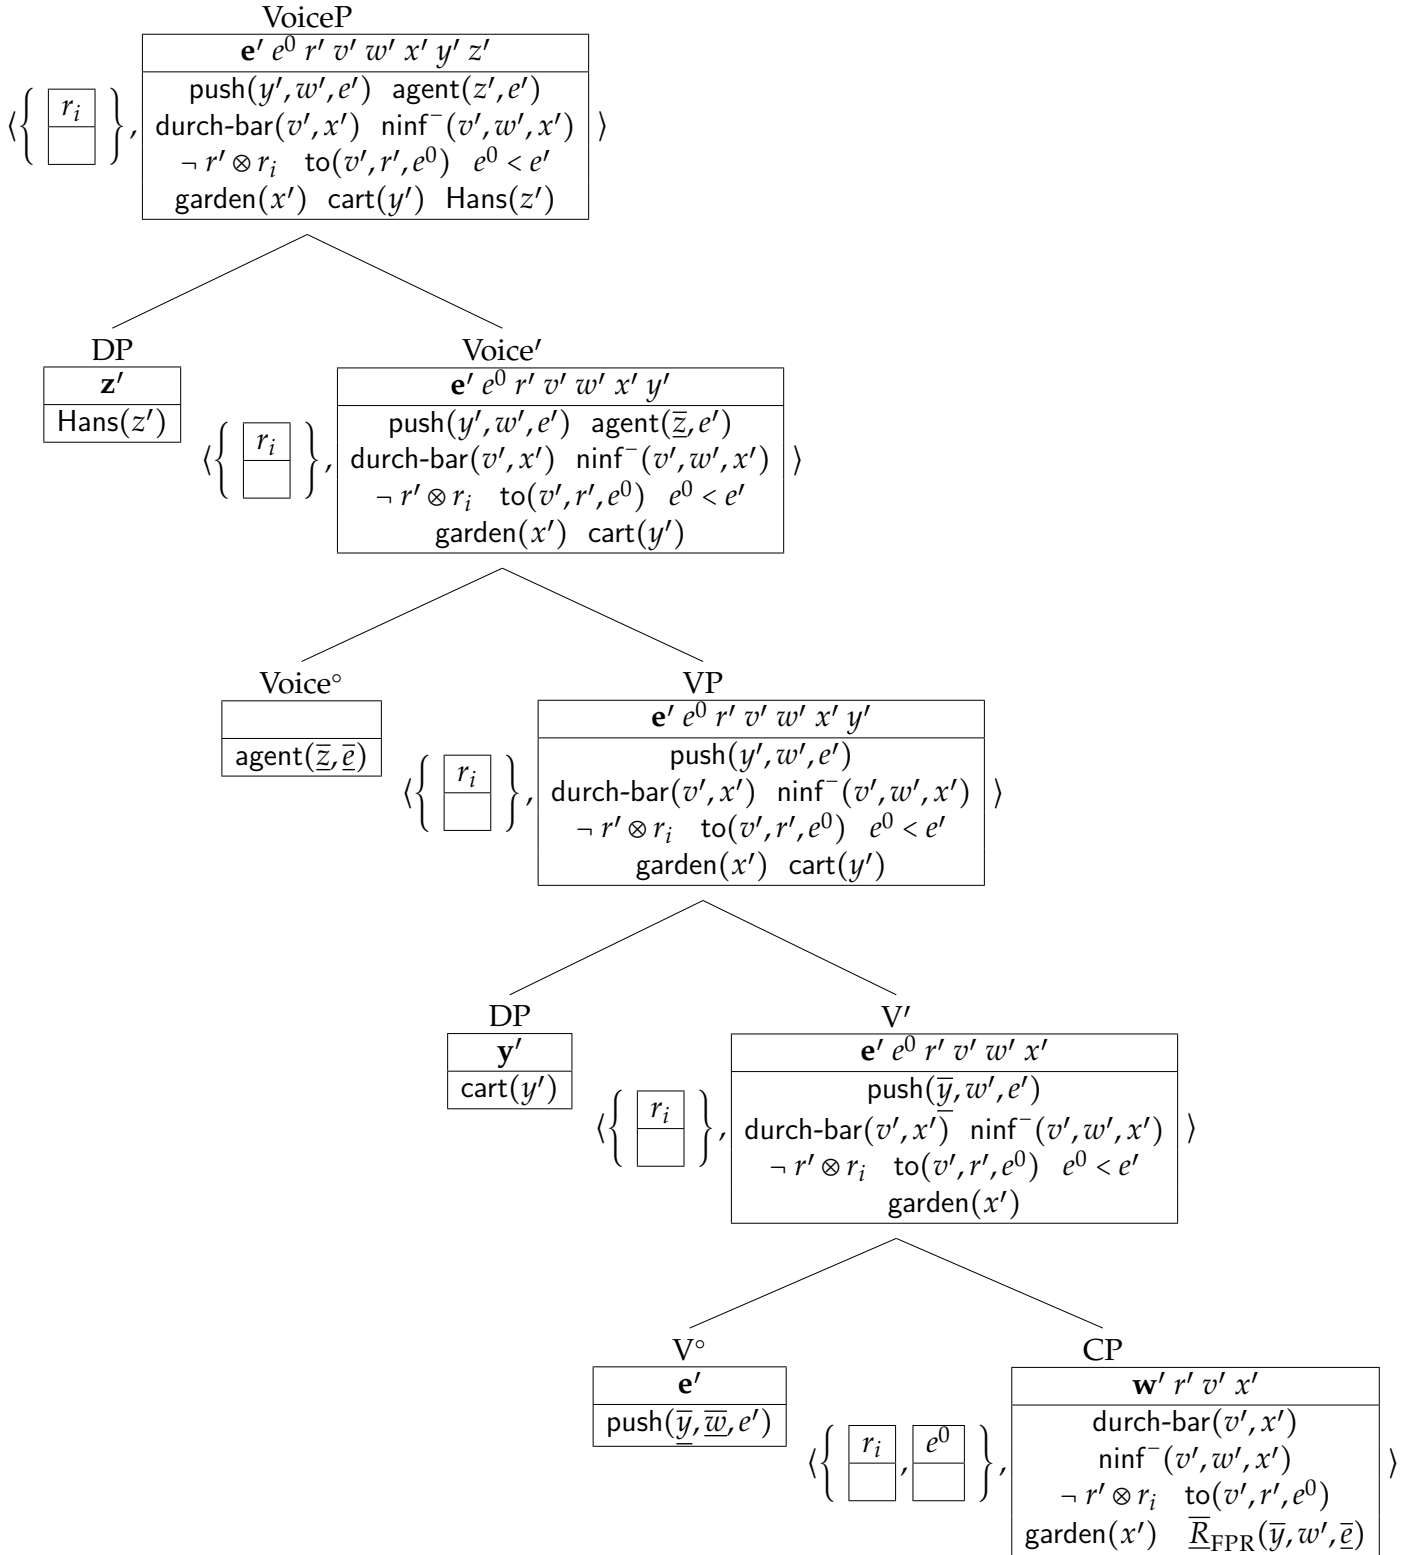 VoiceP
𝐞′ e⁰ r′ v′ w′ x′ y′ z′
push(y′, w′, e′) agent(z′, e′)
⟨{ r_i }, durch-bar(v′, x′) ninf⁻(v′, w′, x′) ⟩
¬ r′ ⊗ r_i to(v′, r′, e⁰) e⁰ < e′
garden(x′) cart(y′) Hans(z′)
DP
𝐳′
Hans(z′)
Voice′
𝐞′ e⁰ r′ v′ w′ x′ y′
push(y′, w′, e′) agent(z̲̅, e′)
⟨{ r_i }, durch-bar(v′, x′) ninf⁻(v′, w′, x′) ⟩
¬ r′ ⊗ r_i to(v′, r′, e⁰) e⁰ < e′
garden(x′) cart(y′)
Voice°
agent(z̲̅, e̲̅)
VP
𝐞′ e⁰ r′ v′ w′ x′ y′
push(y′, w′, e′)
⟨{ r_i }, durch-bar(v′, x′) ninf⁻(v′, w′, x′) ⟩
¬ r′ ⊗ r_i to(v′, r′, e⁰) e⁰ < e′
garden(x′) cart(y′)
DP
𝐲′
cart(y′)
V′
𝐞′ e⁰ r′ v′ w′ x′
push(y̲̅, w′, e′)
⟨{ r_i }, durch-bar(v′, x′) ninf⁻(v′, w′, x′) ⟩
¬ r′ ⊗ r_i to(v′, r′, e⁰) e⁰ < e′
garden(x′)
V°
𝐞′
push(y̳̅, w̲̅, e′)
CP
𝐰′ r′ v′ x′
durch-bar(v′, x′)
⟨{ r_i , e⁰ }, ninf⁻(v′, w′, x′) ⟩
¬ r′ ⊗ r_i to(v′, r′, e⁰)
garden(x′) R̲̅_FPR(y̅, w′, e̲̅)